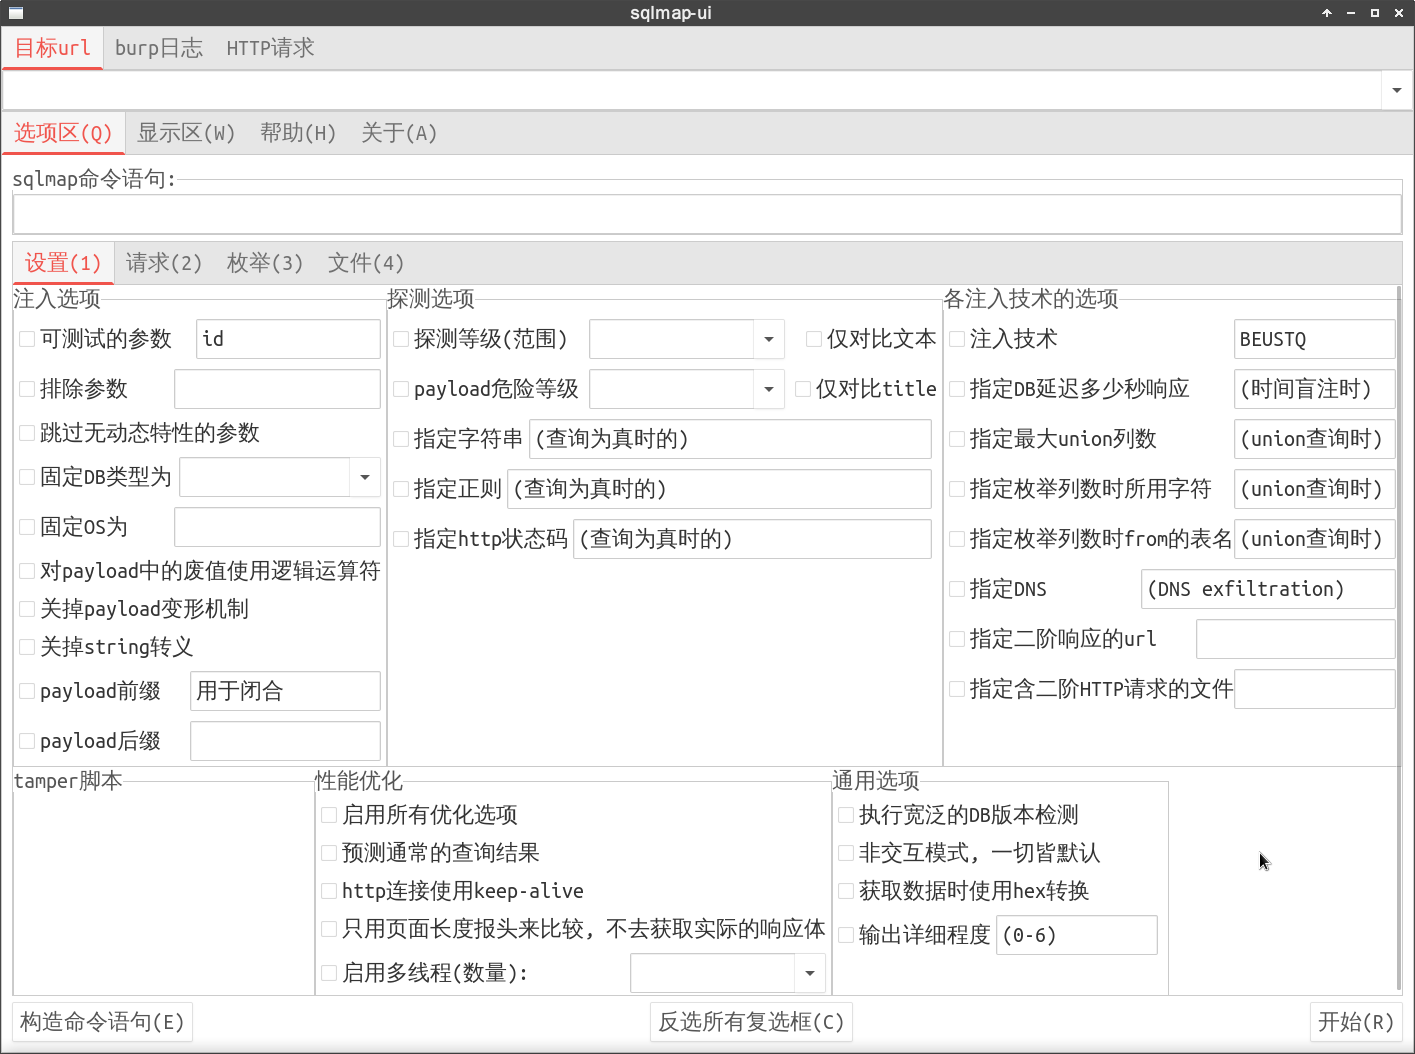 sqlmap-ui
目标url burp日志 HTTP请求
选项区(Q) 显示区(W) 帮助(H) 关于(A)
sqlmap命令语句:
设置(1) 请求(2) 枚举(3) 文件(4)
注入选项
可测试的参数 id
排除参数
跳过无动态特性的参数
固定DB类型为
固定OS为
对payload中的废值使用逻辑运算符
关掉payload变形机制
关掉string转义
payload前缀 用于闭合
payload后缀
探测选项
探测等级(范围) 仅对比文本
payload危险等级 仅对比title
指定字符串 (查询为真时的)
指定正则 (查询为真时的)
指定http状态码 (查询为真时的)
各注入技术的选项
注入技术 BEUSTQ
指定DB延迟多少秒响应 (时间盲注时)
指定最大union列数 (union查询时)
指定枚举列数时所用字符 (union查询时)
指定枚举列数时from的表名 (union查询时)
指定DNS (DNS exfiltration)
指定二阶响应的url
指定含二阶HTTP请求的文件
tamper脚本
性能优化
启用所有优化选项
预测通常的查询结果
http连接使用keep-alive
只用页面长度报头来比较, 不去获取实际的响应体
启用多线程(数量):
通用选项
执行宽泛的DB版本检测
非交互模式, 一切皆默认
获取数据时使用hex转换
输出详细程度 (0-6)
构造命令语句(E) 反选所有复选框(C) 开始(R)